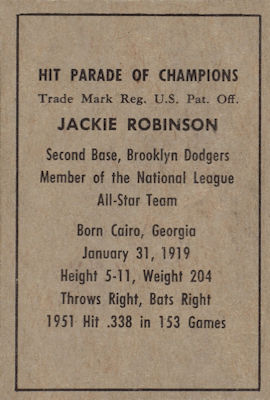 HIT PARADE OF CHAMPIONS
Trade Mark Reg. U.S. Pat. Off.
JACKIE ROBINSON
Second Base, Brooklyn Dodgers
Member of the National League
All-Star Team
Born Cairo, Georgia
January 31, 1919
Height 5-11, Weight 204
Throws Right, Bats Right
1951 Hit .338 in 153 Games